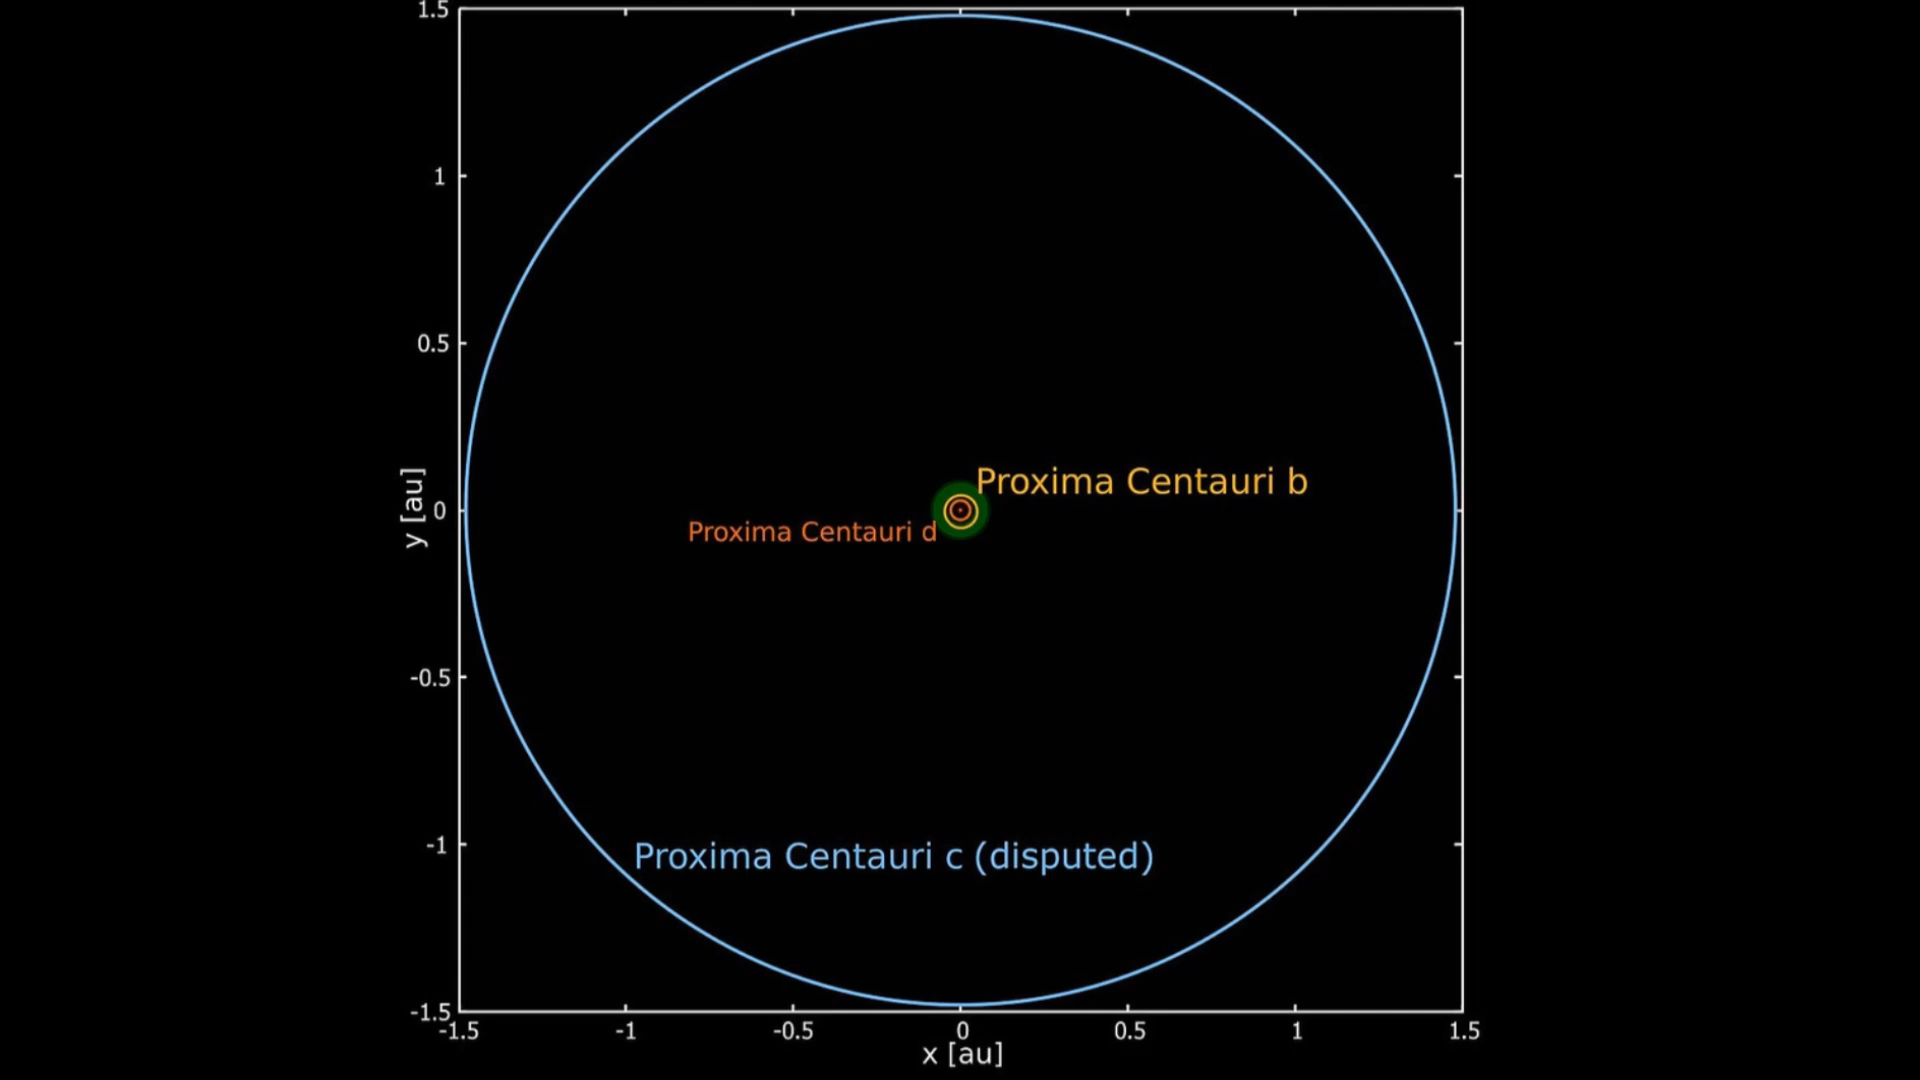 1.5
1
0.5
Proxima Centauri b
y [au]
0
Proxima Centauri d
-0.5
-1
Proxima Centauri c (disputed)
-1.5
-1.5 -1 -0.5 0 0.5 1 1.5
x [au]